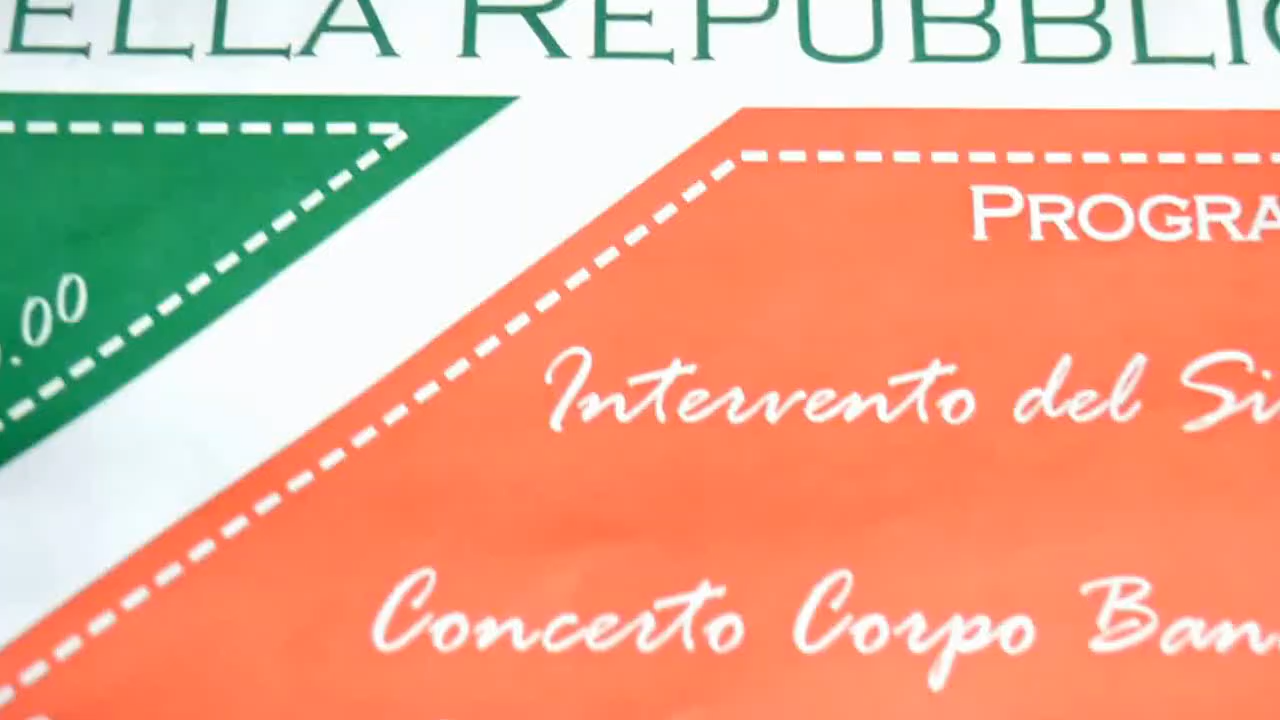 ELLA REPUBBLIC
PROGRA
.00
Intervento del Si
Concerto Corpo Ban